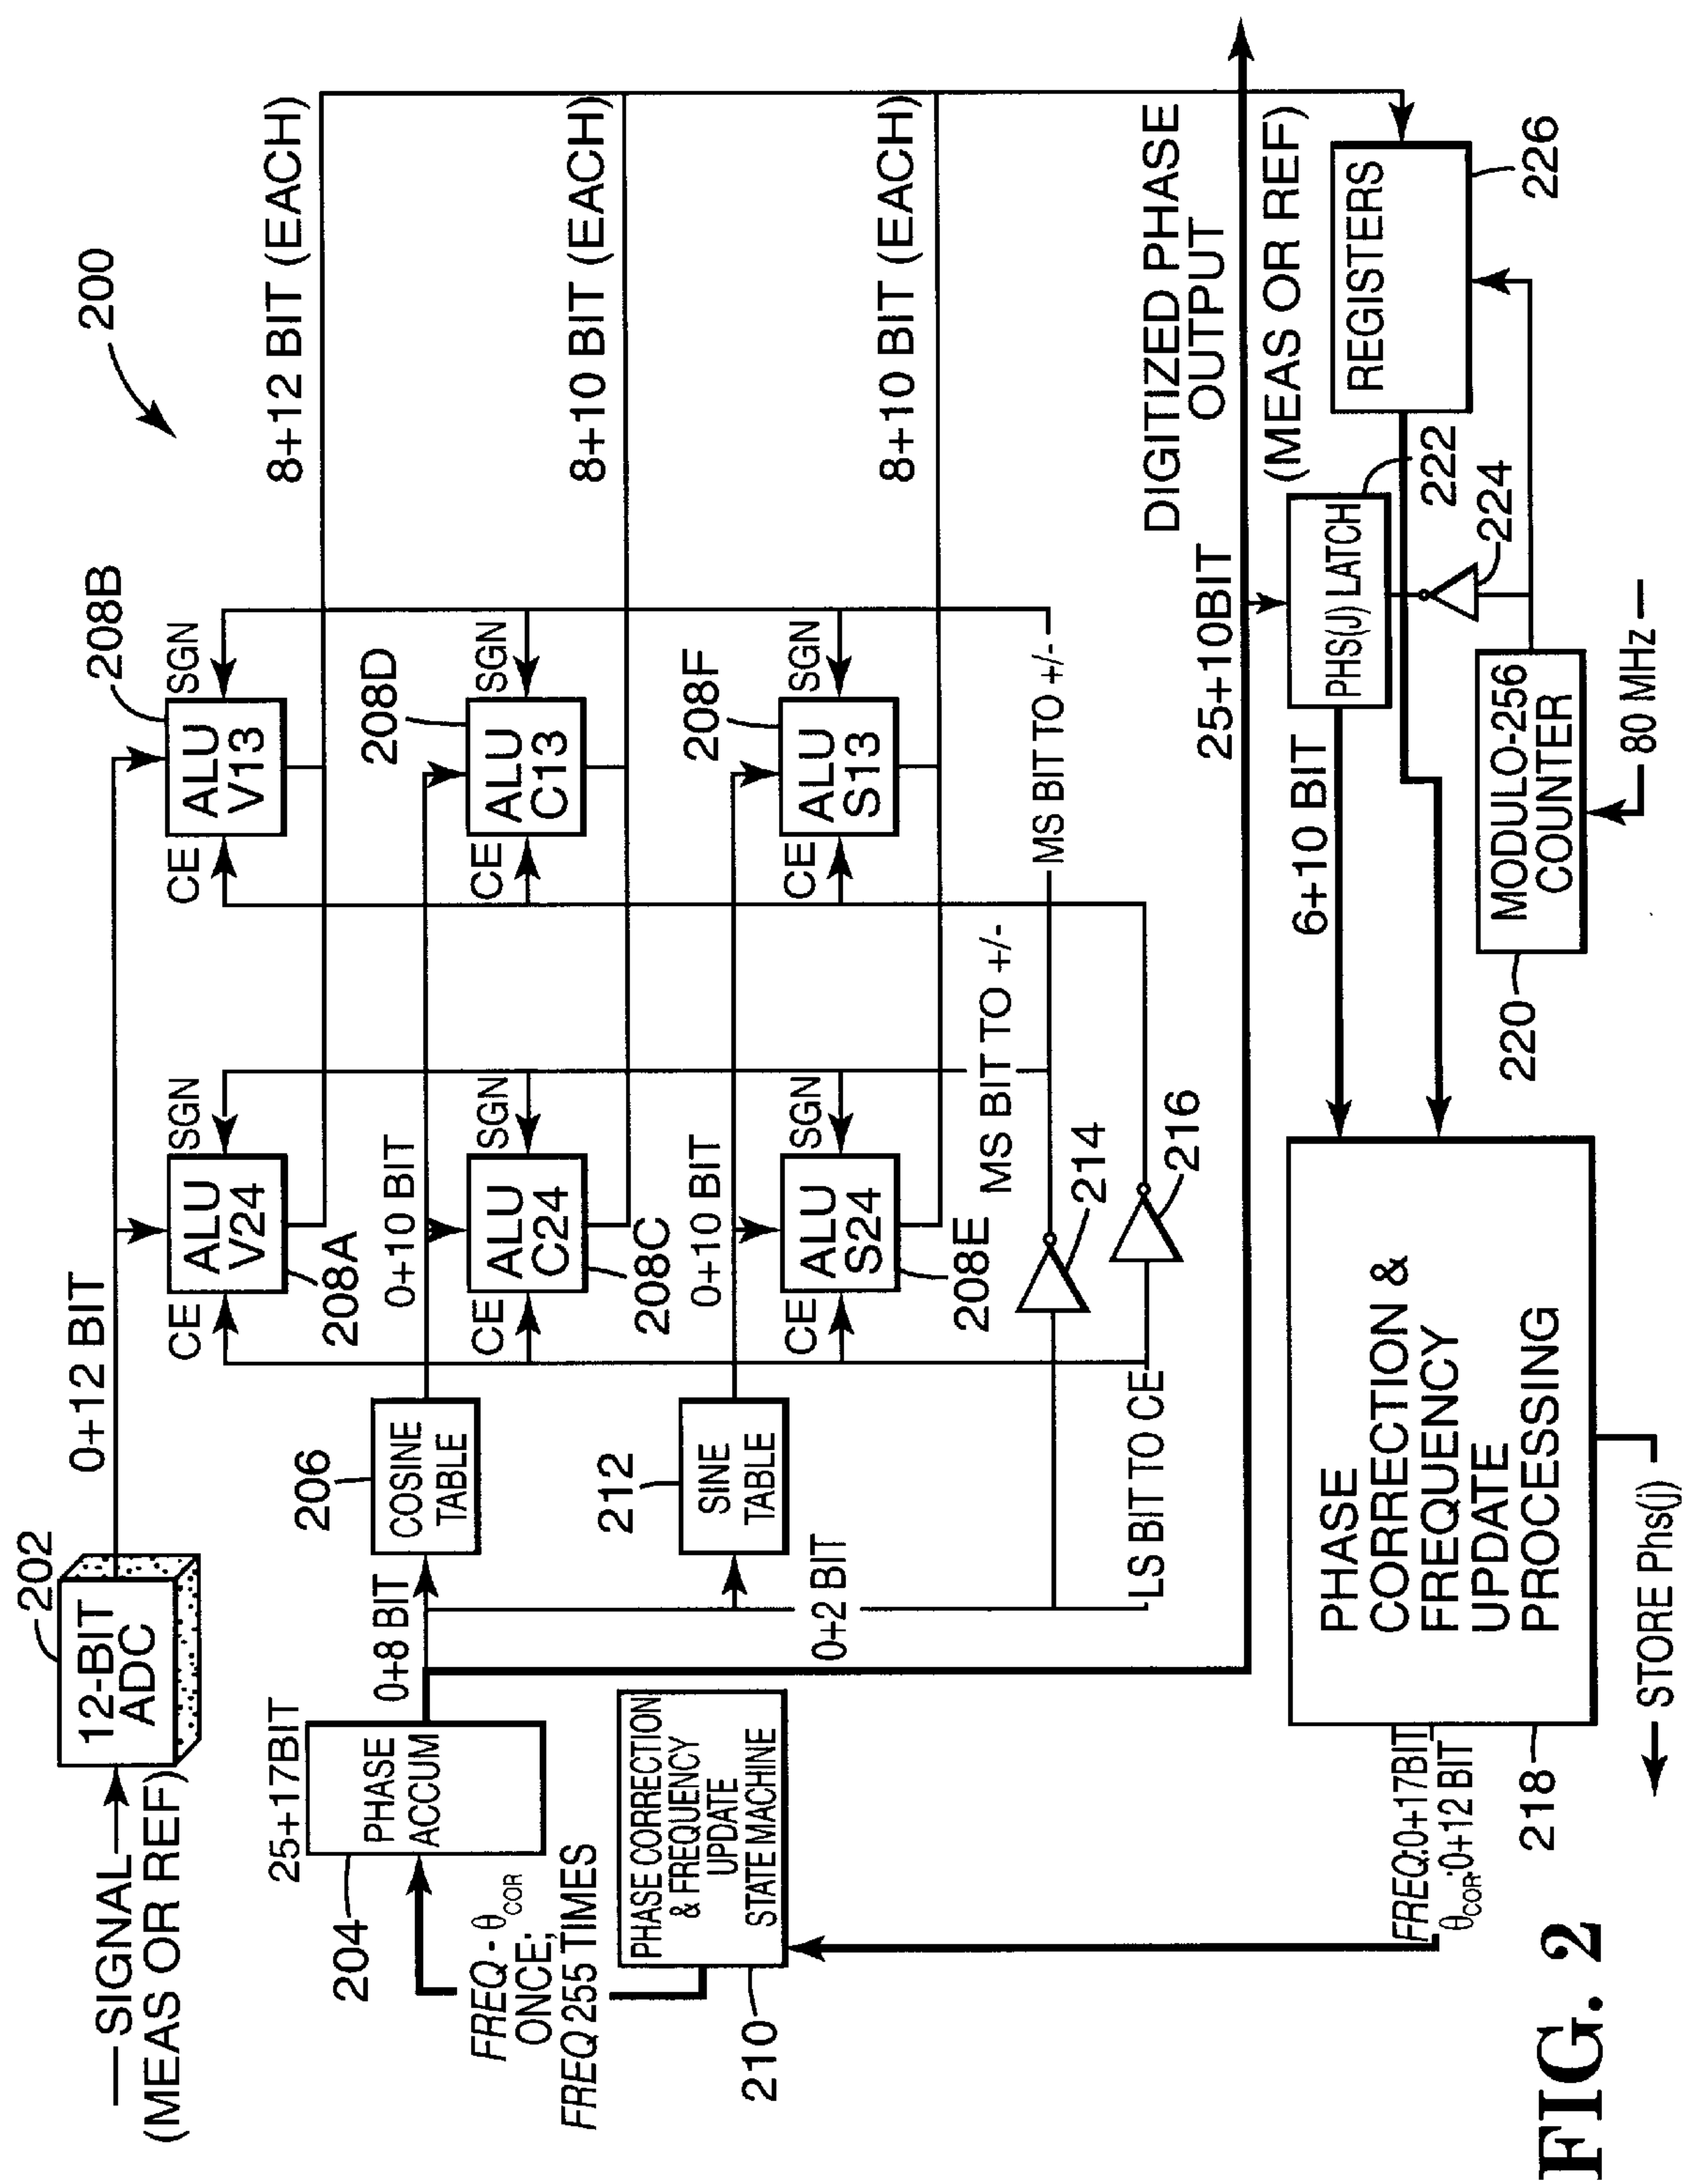 200
202
12-BIT
ADC
SIGNAL
(MEAS OR REF)
0+12 BIT
CE
ALU
V24
SGN
208A
CE
ALU
V13
SGN
208B
8+12 BIT (EACH)
25+17BIT
PHASE
ACCUM
204
0+8 BIT
206
COSINE
TABLE
0+10 BIT
CE
ALU
C24
SGN
208C
CE
ALU
C13
SGN
208D
8+10 BIT (EACH)
FREQ - θCOR
ONCE;
FREQ 255 TIMES
212
SINE
TABLE
0+10 BIT
CE
ALU
S24
SGN
208E
CE
ALU
S13
SGN
208F
8+10 BIT (EACH)
PHASE CORRECTION
& FREQUENCY
UPDATE
STATE MACHINE
210
0+2 BIT
MS BIT TO +/-
MS BIT TO +/-
214
LS BIT TO CE
216
DIGITIZED PHASE
OUTPUT
(MEAS OR REF)
25+10BIT
6+10 BIT
PHS(J) LATCH
222
224
REGISTERS
226
PHASE
CORRECTION &
FREQUENCY
UPDATE
PROCESSING
218
FREQ:0+17BIT
θCOR:0+12 BIT
STORE Phs(j)
MODULO-256
COUNTER
220
80 MHz
FIG. 2